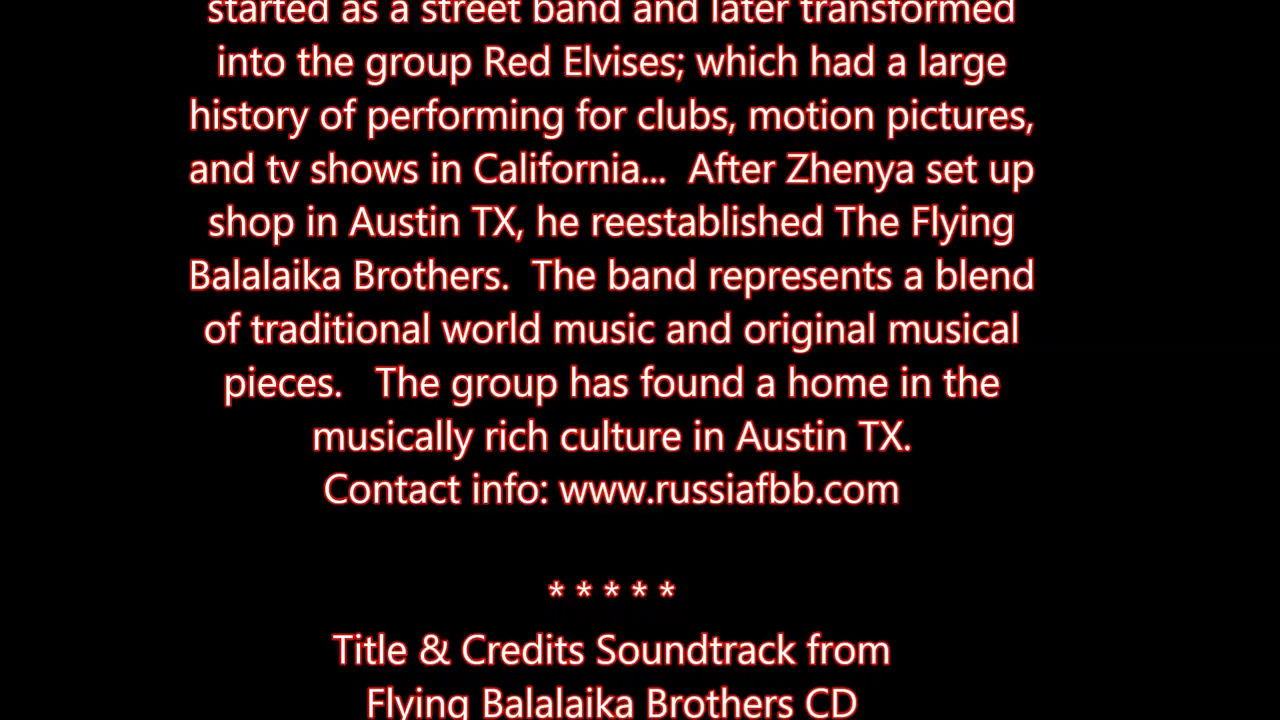 started as a street band and later transformed
into the group Red Elvises; which had a large
history of performing for clubs, motion pictures,
and tv shows in California...  After Zhenya set up
shop in Austin TX, he reestablished The Flying
Balalaika Brothers.  The band represents a blend
of traditional world music and original musical
pieces.   The group has found a home in the
musically rich culture in Austin TX.
Contact info: www.russiafbb.com
* * * * *
Title & Credits Soundtrack from
Flying Balalaika Brothers CD